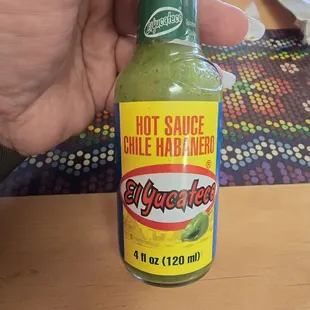 El Yucateco
HOT SAUCE
CHILE HABANERO
®
El Yucateco
4 fl oz (120 ml)